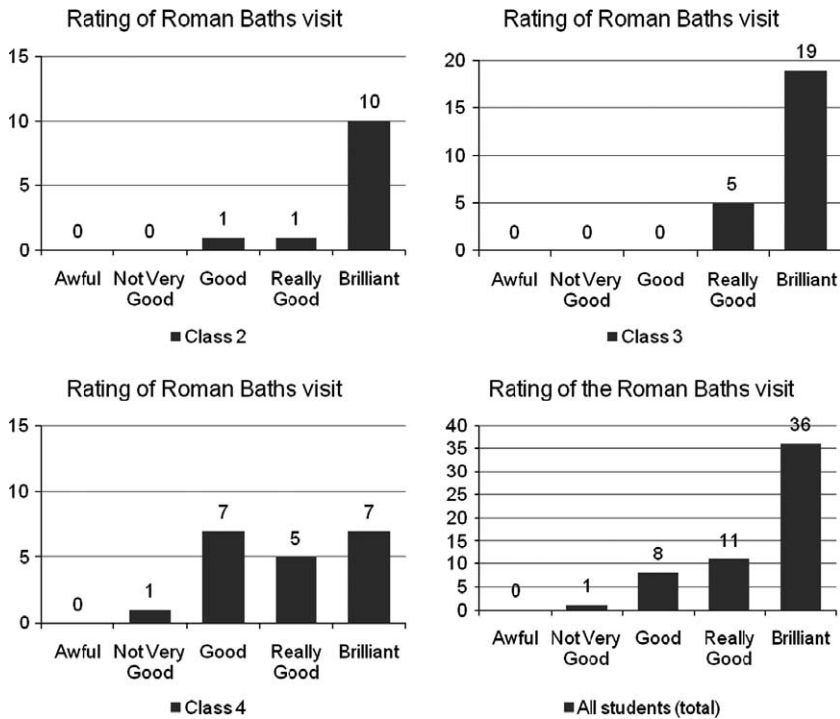 Rating of Roman Baths visit
15
10
5
0
0
0
1
1
10
Awful
Not Very
Good
Good
Really
Good
Brilliant
Class 2
Rating of Roman Baths visit
20
15
10
5
0
0
0
0
5
19
Awful
Not Very
Good
Good
Really
Good
Brilliant
Class 3
Rating of Roman Baths visit
15
10
5
0
0
1
7
5
7
Awful
Not Very
Good
Good
Really
Good
Brilliant
Class 4
Rating of the Roman Baths visit
40
35
30
25
20
15
10
5
0
0
1
8
11
36
Awful
Not Very
Good
Good
Really
Good
Brilliant
All students (total)